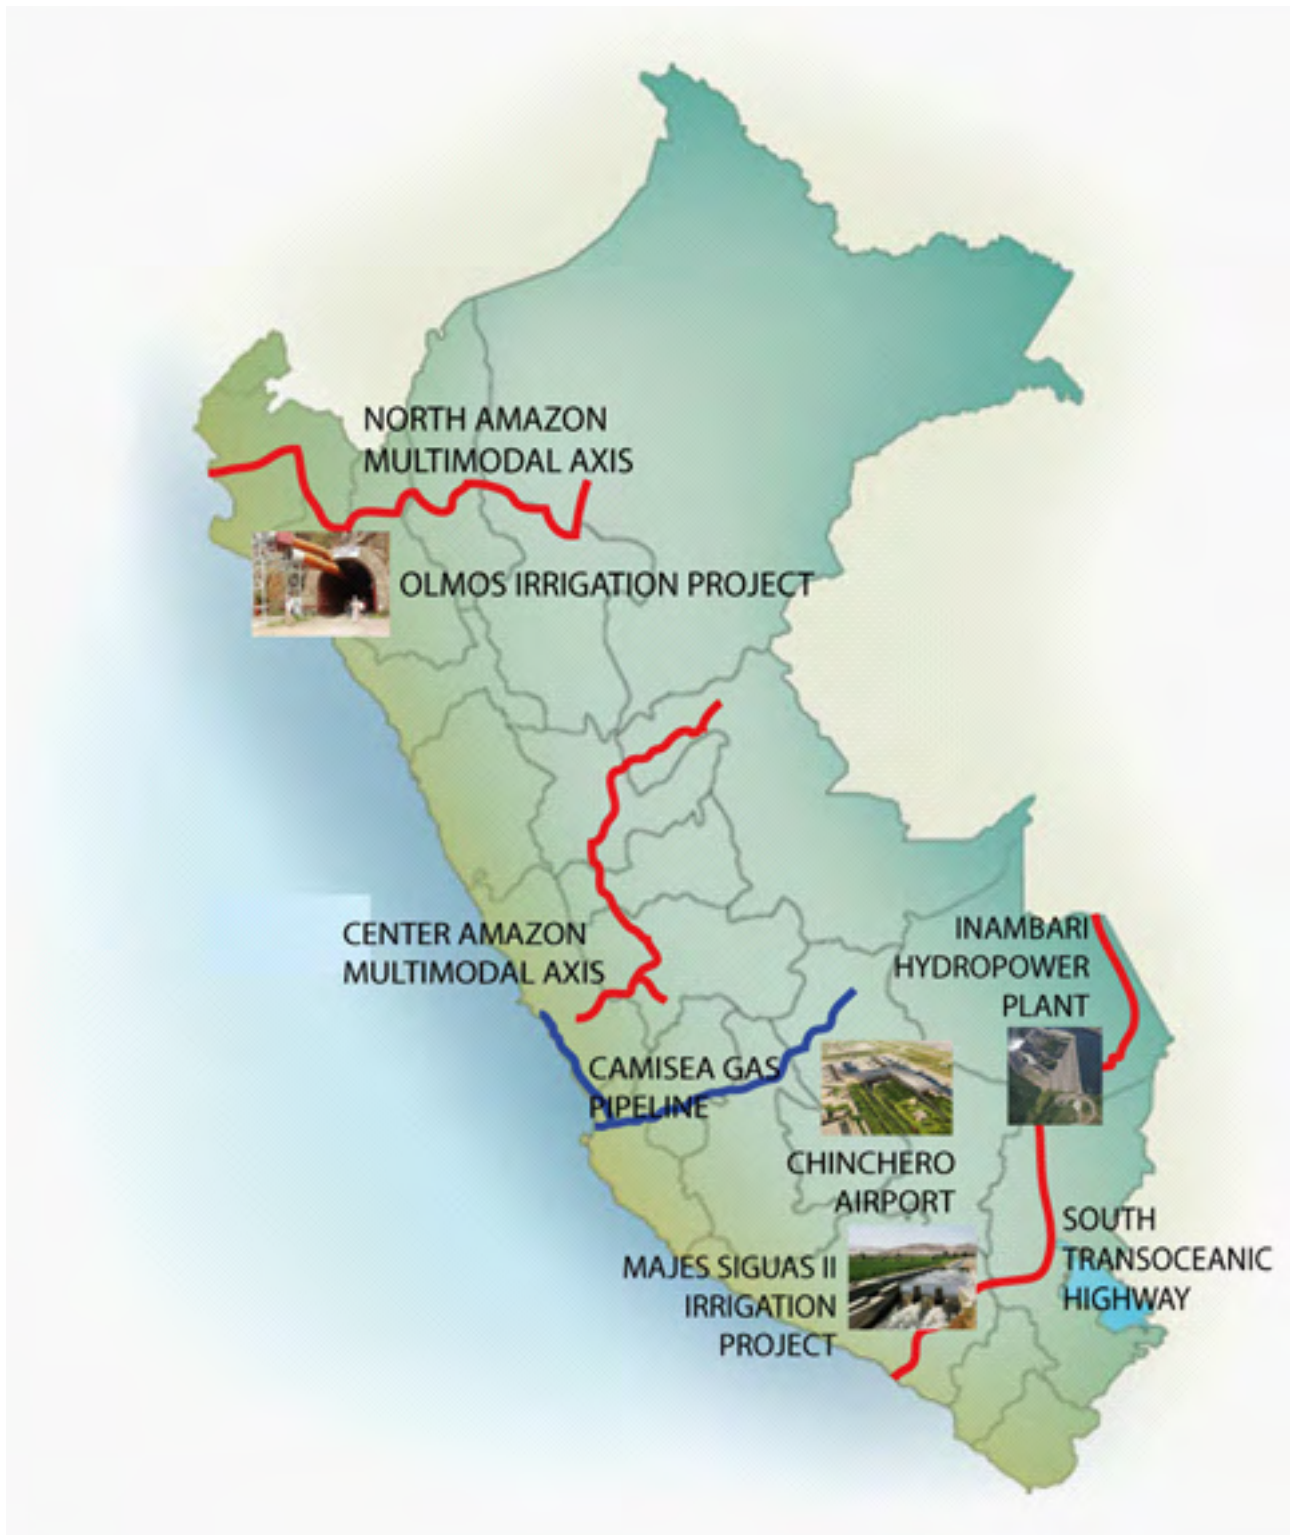 NORTH AMAZON
MULTIMODAL AXIS
OLMOS IRRIGATION PROJECT
CENTER AMAZON
MULTIMODAL AXIS
INAMBARI
HYDROPOWER
PLANT
CAMISEA GAS
PIPELINE
CHINCHERO
AIRPORT
SOUTH
TRANSOCEANIC
HIGHWAY
MAJES SIGUAS II
IRRIGATION
PROJECT